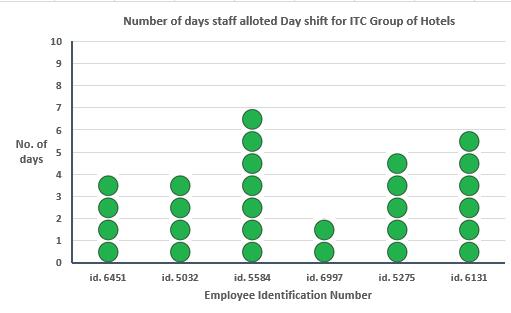 Number of days staff alloted Day shift for ITC Group of Hotels
10
9
8
7
6
5
4
3
2
1
0
No. of
days
id. 6451 id. 5032 id. 5584 id. 6997 id. 5275 id. 6131
Employee Identification Number